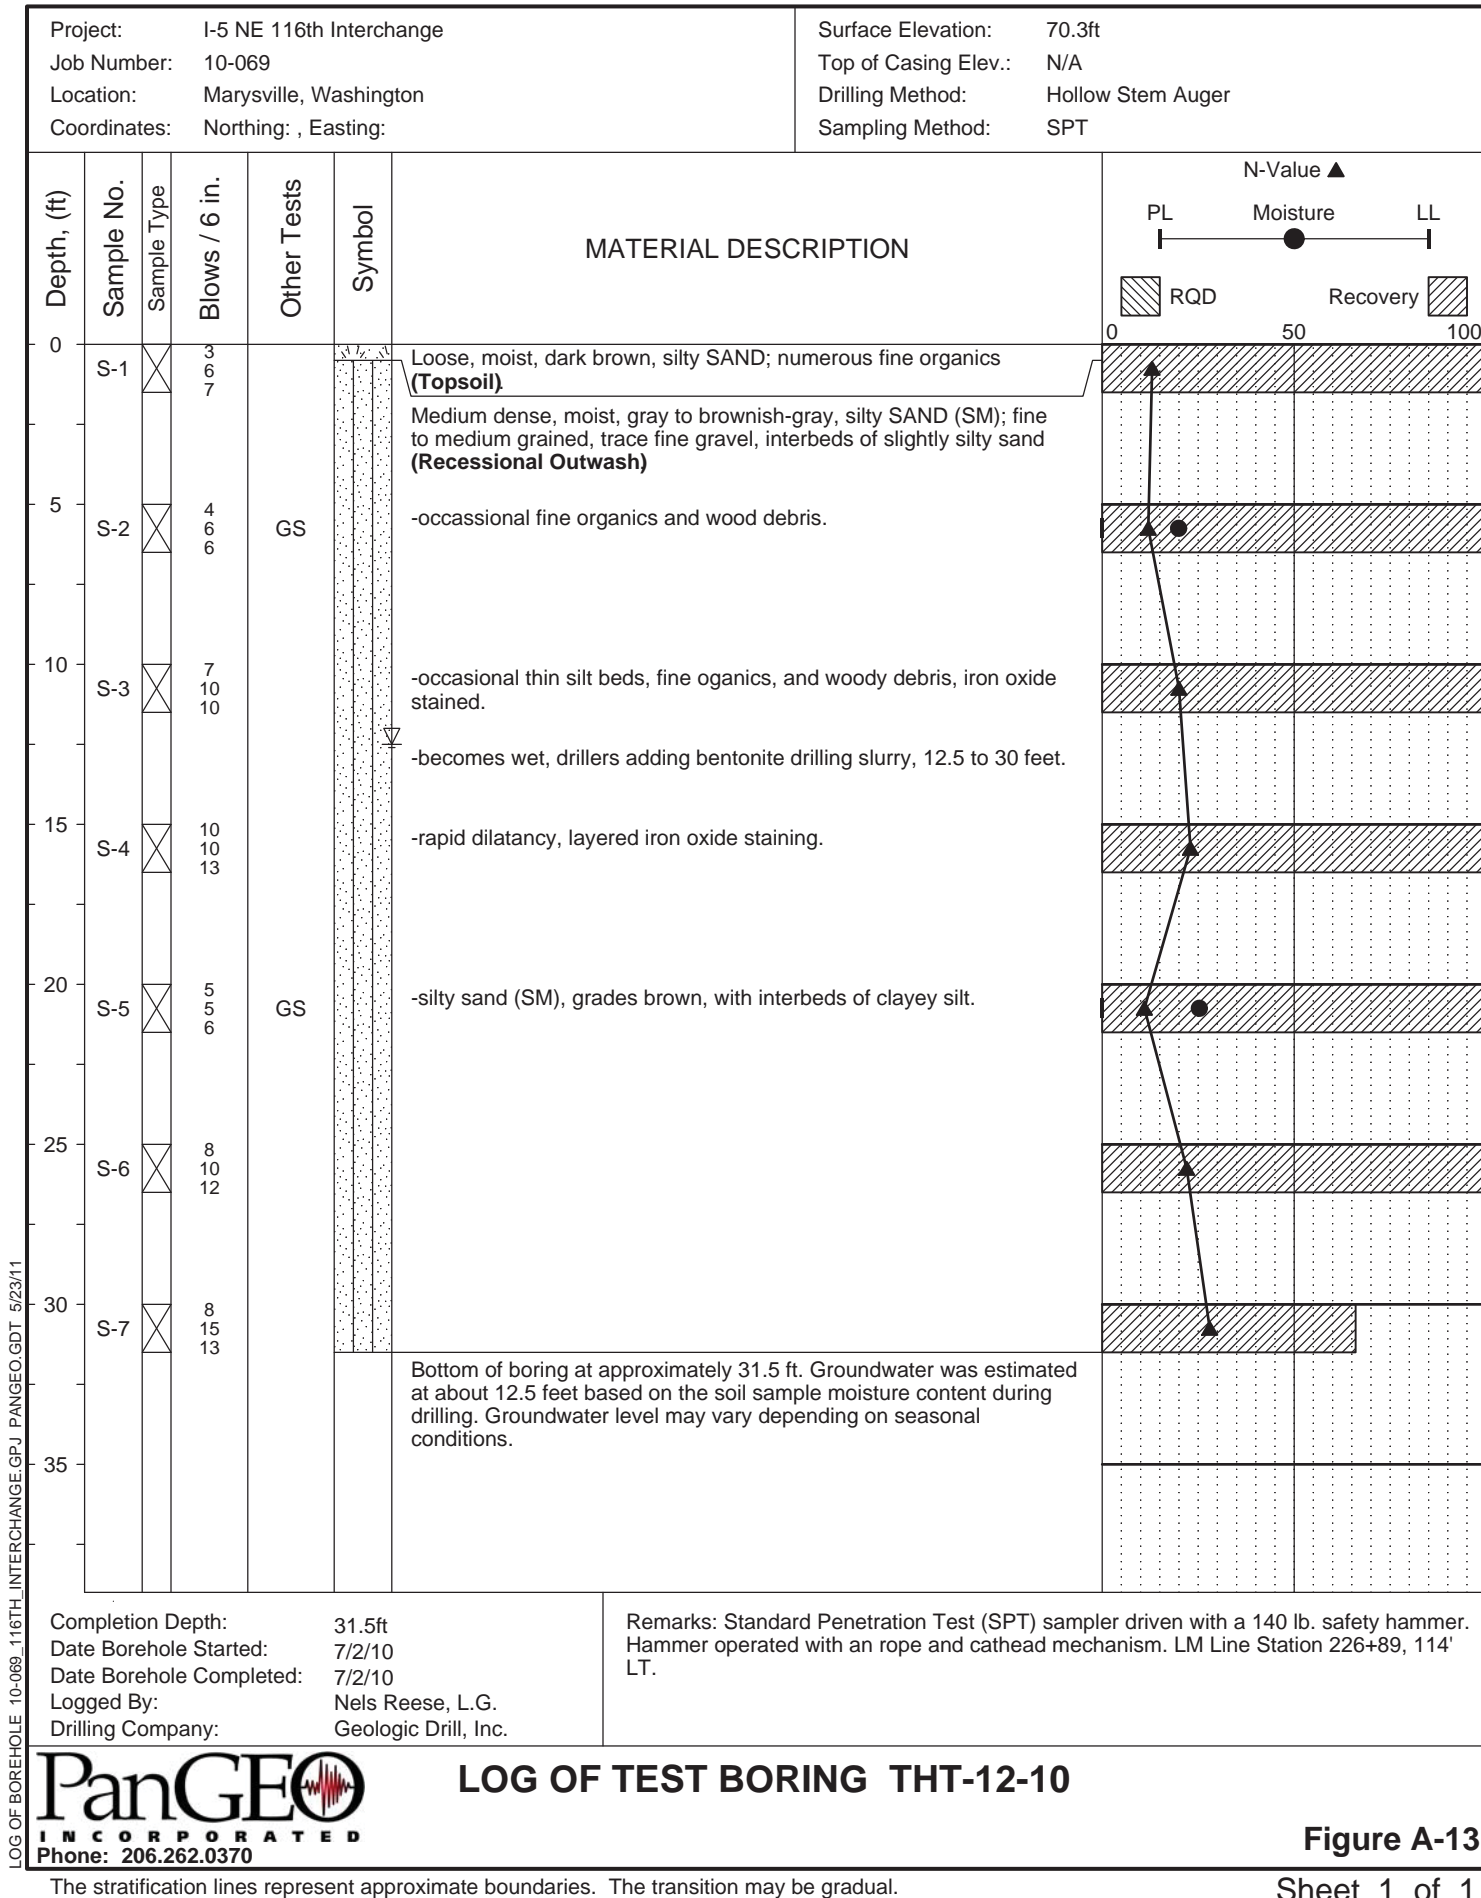 Project: I-5 NE 116th Interchange
Job Number: 10-069
Location: Marysville, Washington
Coordinates: Northing: , Easting:
Surface Elevation: 70.3ft
Top of Casing Elev.: N/A
Drilling Method: Hollow Stem Auger
Sampling Method: SPT
Depth, (ft)
Sample No.
Sample Type
Blows / 6 in.
Other Tests
Symbol
MATERIAL DESCRIPTION
N-Value
PL Moisture LL
RQD Recovery
0 50 100
0
S-1
3
6
7
Loose, moist, dark brown, silty SAND; numerous fine organics
(Topsoil)
Medium dense, moist, gray to brownish-gray, silty SAND (SM); fine
to medium grained, trace fine gravel, interbeds of slightly silty sand
(Recessional Outwash)
5
S-2
4
6
6
GS
-occassional fine organics and wood debris.
10
S-3
7
10
10
-occasional thin silt beds, fine oganics, and woody debris, iron oxide
stained.
-becomes wet, drillers adding bentonite drilling slurry, 12.5 to 30 feet.
15
S-4
10
10
13
-rapid dilatancy, layered iron oxide staining.
20
S-5
5
5
6
GS
-silty sand (SM), grades brown, with interbeds of clayey silt.
25
S-6
8
10
12
30
S-7
8
15
13
Bottom of boring at approximately 31.5 ft. Groundwater was estimated
at about 12.5 feet based on the soil sample moisture content during
drilling. Groundwater level may vary depending on seasonal
conditions.
35
Completion Depth: 31.5ft
Date Borehole Started: 7/2/10
Date Borehole Completed: 7/2/10
Logged By: Nels Reese, L.G.
Drilling Company: Geologic Drill, Inc.
Remarks: Standard Penetration Test (SPT) sampler driven with a 140 lb. safety hammer.
Hammer operated with an rope and cathead mechanism. LM Line Station 226+89, 114'
LT.
LOG OF BOREHOLE 10-069_116TH_INTERCHANGE.GPJ PANGEO.GDT 5/23/11
PanGEO
INCORPORATED
Phone: 206.262.0370
LOG OF TEST BORING THT-12-10
Figure A-13
The stratification lines represent approximate boundaries. The transition may be gradual.
Sheet 1 of 1